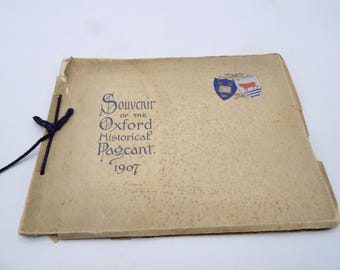 Souvenir
OF THE
Oxford
Historical
Pageant.
1907